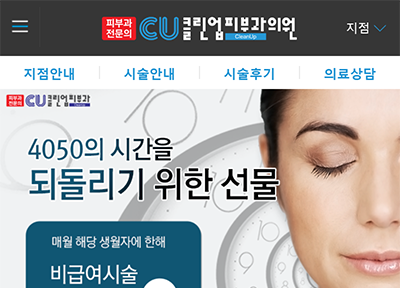 피부과
전문의 CU 클린업피부과의원 지점
CleanUp
지점안내 시술안내 시술후기 의료상담
피부과
전문의 CU 클린업피부과
4050의 시간을
되돌리기 위한 선물
매월 해당 생월자에 한해
비급여시술